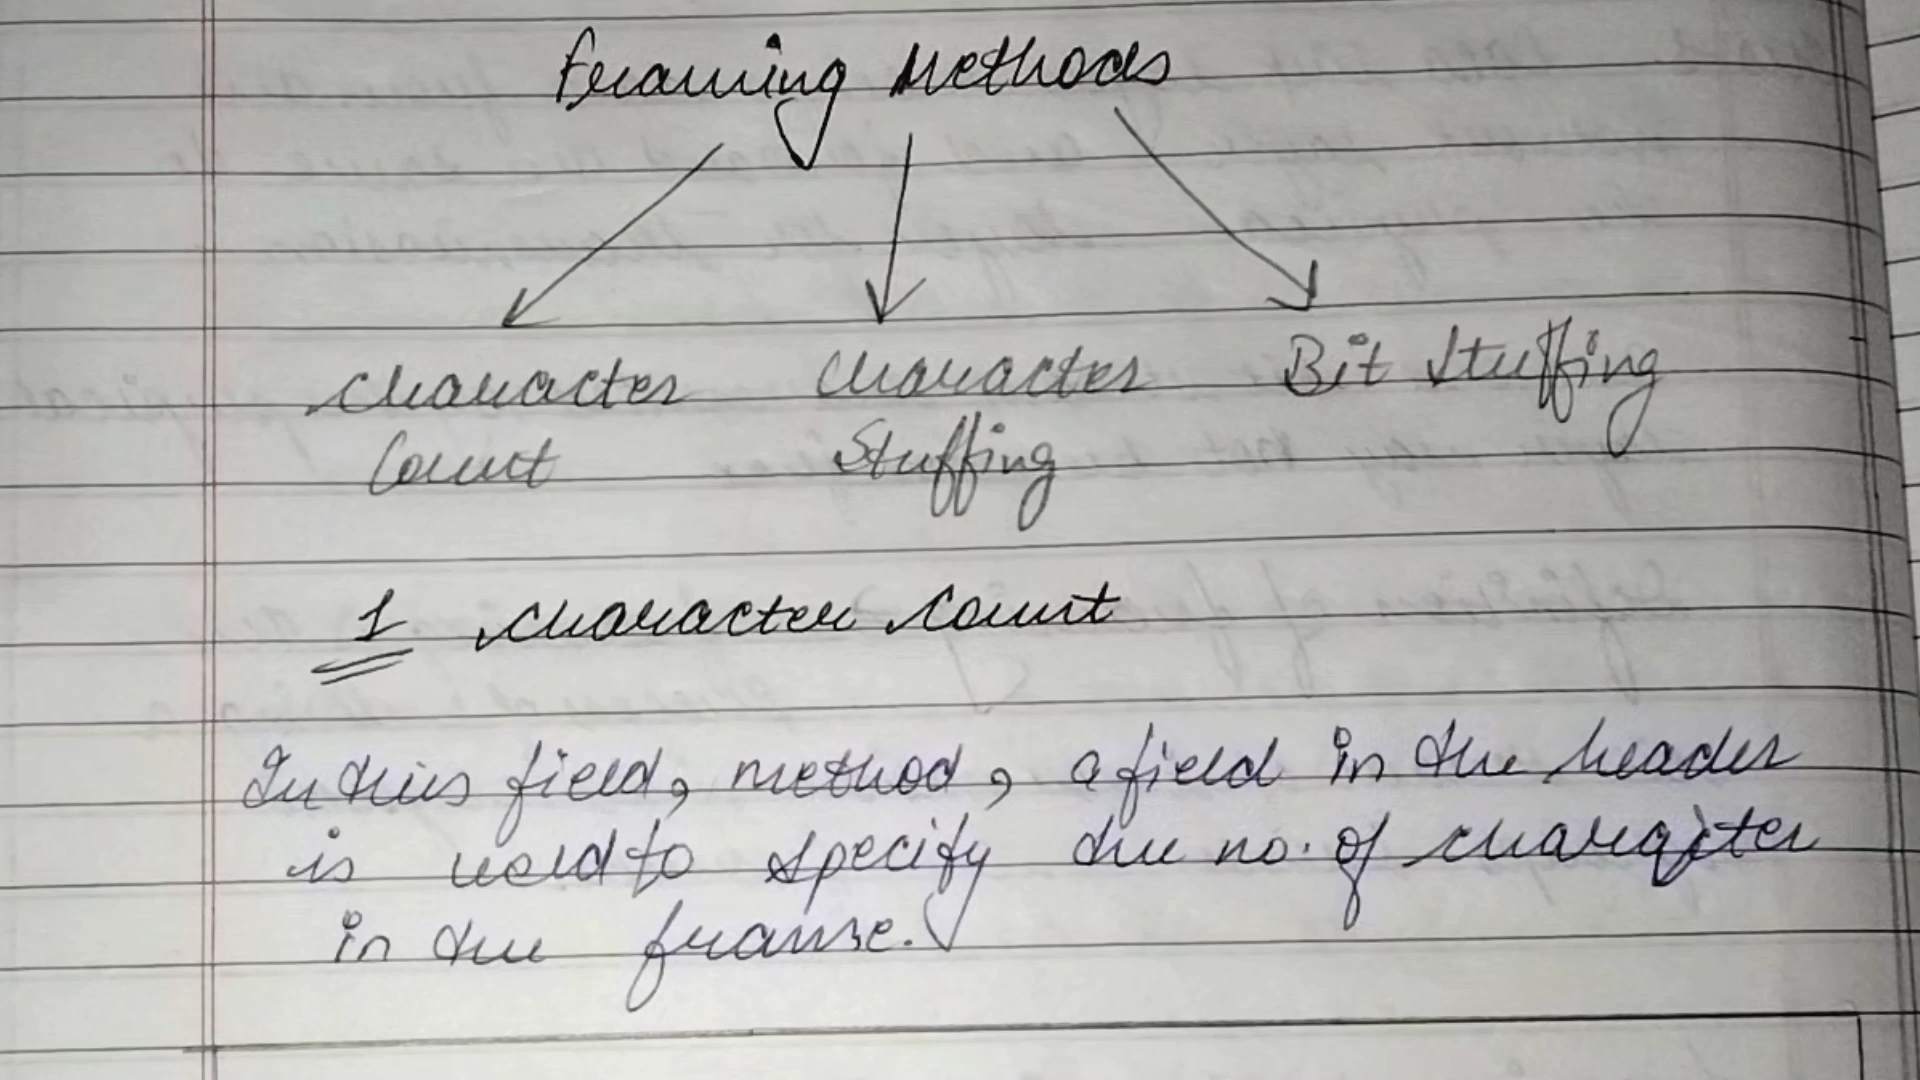 Framing Methods
Character Character Bit Stuffing
Count Stuffing
1 Character Count
In this field, method, a field in the header
is used to specify the no. of character
in the frame.